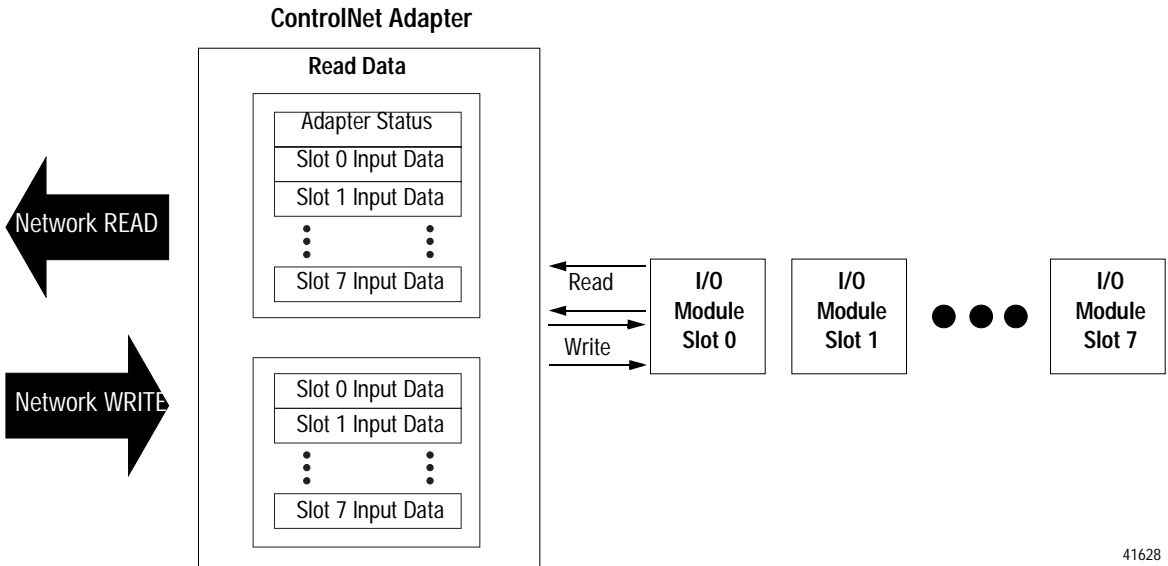 ControlNet Adapter
Read Data
Adapter Status
Slot 0 Input Data
Slot 1 Input Data
Slot 7 Input Data
Network READ
Read
Write
I/O
Module
Slot 0
I/O
Module
Slot 1
I/O
Module
Slot 7
Network WRITE
Slot 0 Input Data
Slot 1 Input Data
Slot 7 Input Data
41628